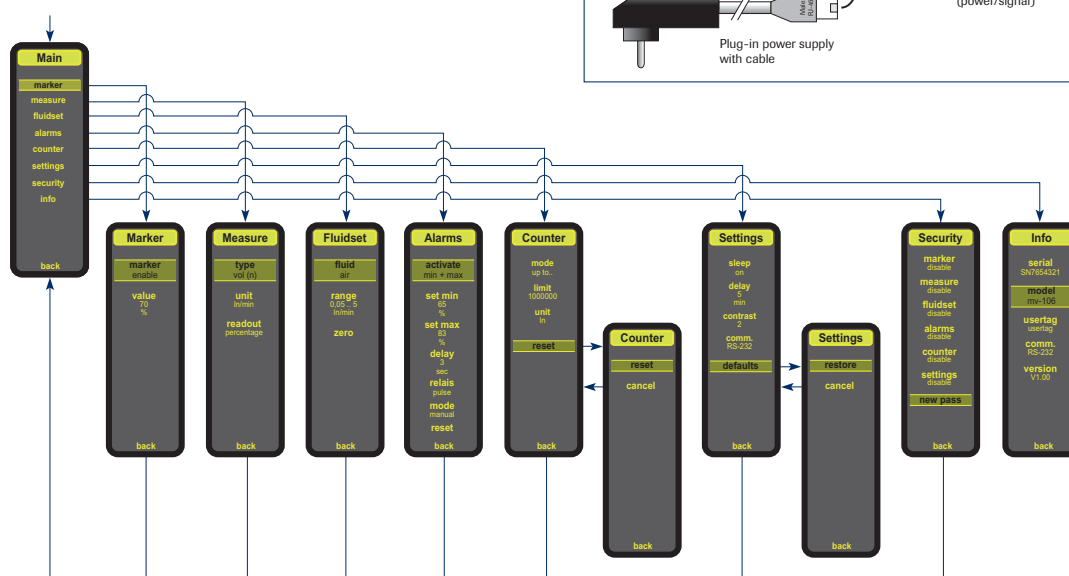 (power/signal)
Male
RJ-45
Plug-in power supply
with cable
Main
marker
measure
fluidset
alarms
counter
settings
security
info
back
Marker
marker
enable
value
70
%
back
Measure
type
vol (n)
unit
ln/min
readout
percentage
back
Fluidset
fluid
air
range
0,05 .. 5
ln/min
zero
back
Alarms
activate
min + max
set min
65
%
set max
83
%
delay
3
sec
relais
pulse
mode
manual
reset
back
Counter
mode
up to..
limit
1000000
unit
ln
reset
back
Counter
reset
cancel
back
Settings
sleep
on
delay
5
min
contrast
2
comm.
RS-232
defaults
back
Settings
restore
cancel
back
Security
marker
disable
measure
disable
fluidset
disable
alarms
disable
counter
disable
settings
disable
new pass
back
Info
serial
SN7654321
model
mv-106
usertag
usertag
comm.
RS-232
version
V1.00
back